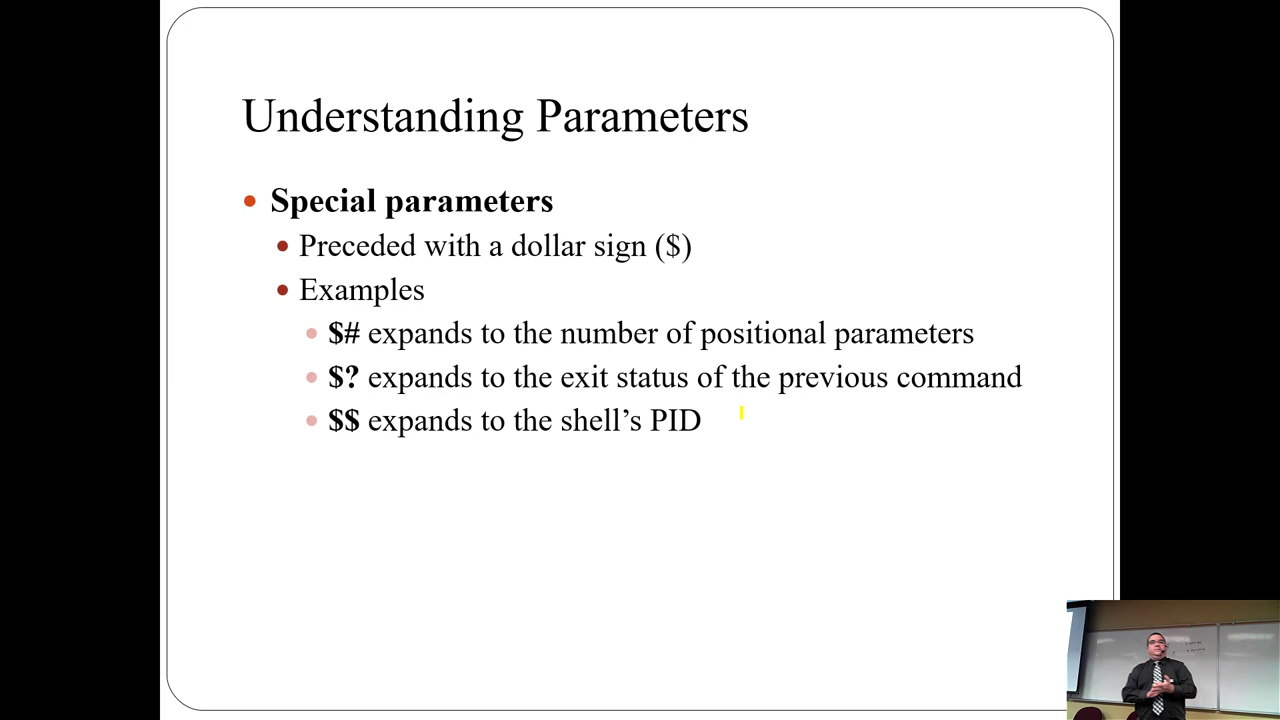 Understanding Parameters
Special parameters
Preceded with a dollar sign ($)
Examples
$# expands to the number of positional parameters
$? expands to the exit status of the previous command
$$ expands to the shell’s PID